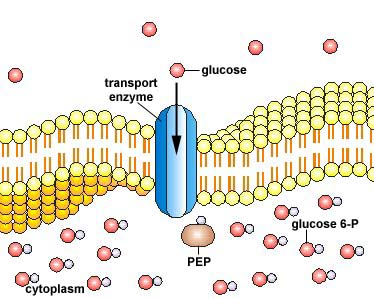 glucose
transport
enzyme
glucose 6-P
PEP
cytoplasm